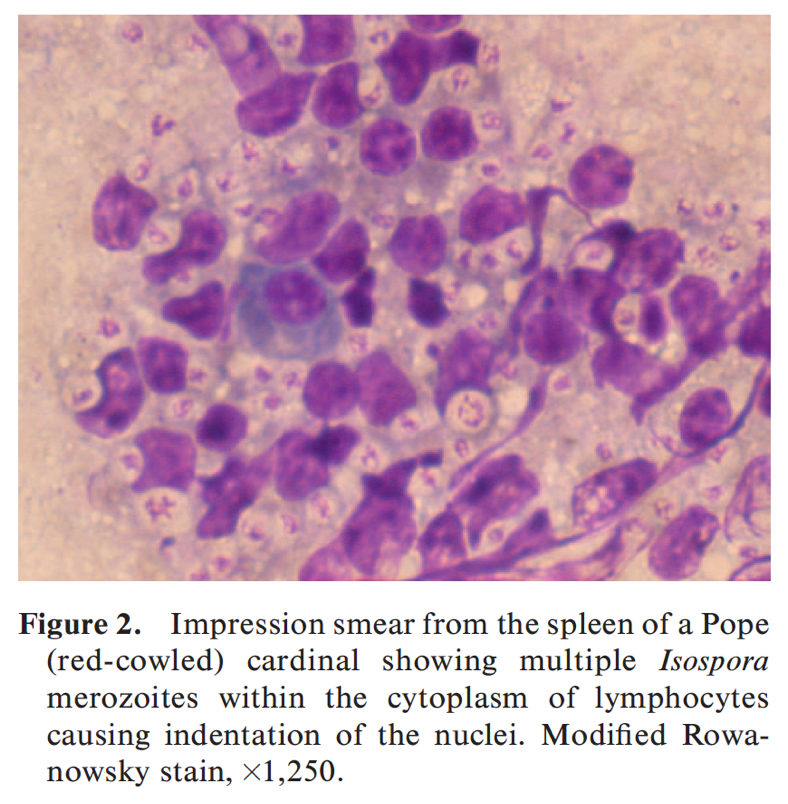 Figure 2. Impression smear from the spleen of a Pope
(red-cowled) cardinal showing multiple Isospora
merozoites within the cytoplasm of lymphocytes
causing indentation of the nuclei. Modified Rowa-
nowsky stain, ×1,250.